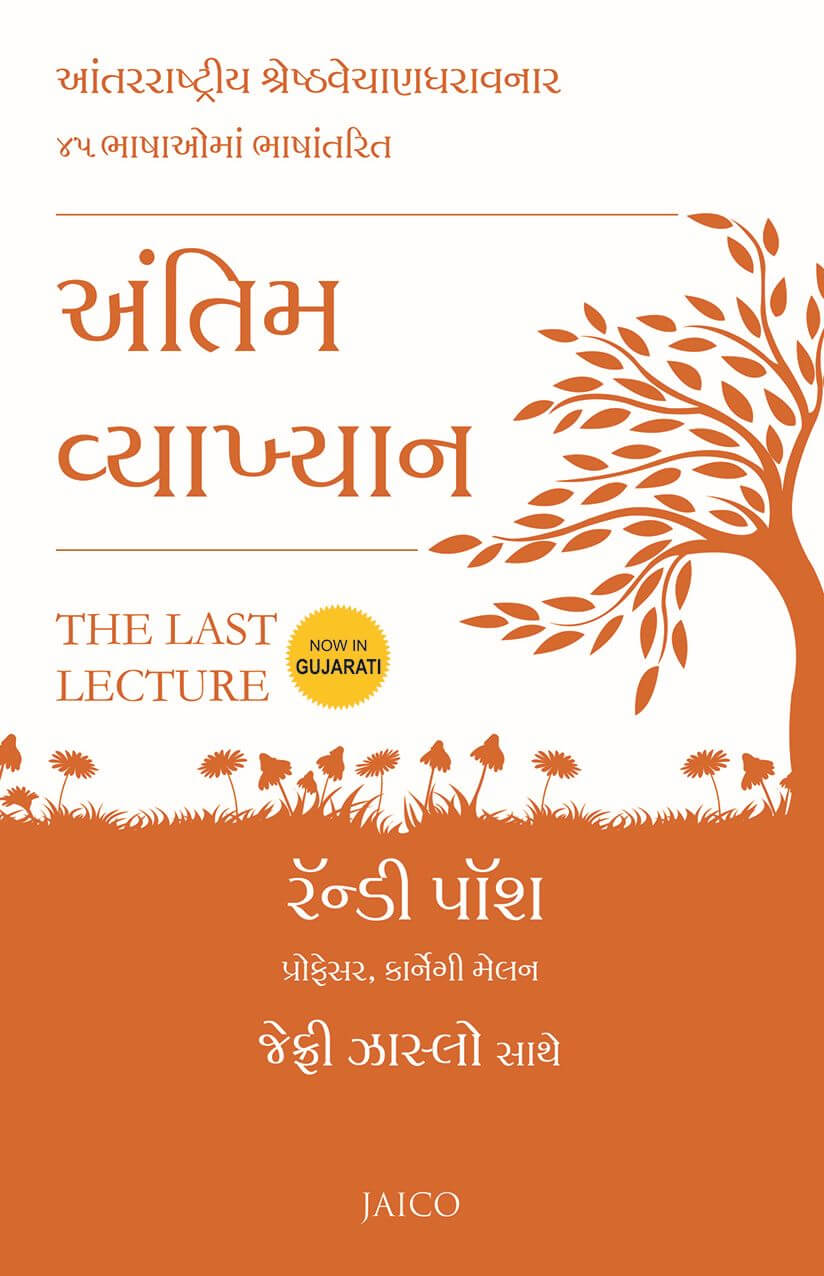 આંતરરાષ્ટ્રીય શ્રેષ્ઠવેચાણધરાવનાર
૪૫ ભાષાઓમાં ભાષાંતરિત
અંતિમ
વ્યાખ્યાન
THE LAST
LECTURE
NOW IN
GUJARATI
રૅન્ડી પૉશ
પ્રોફેસર, કાર્નેગી મેલન
જેફ્રી ઝાસ્લો સાથે
JAICO